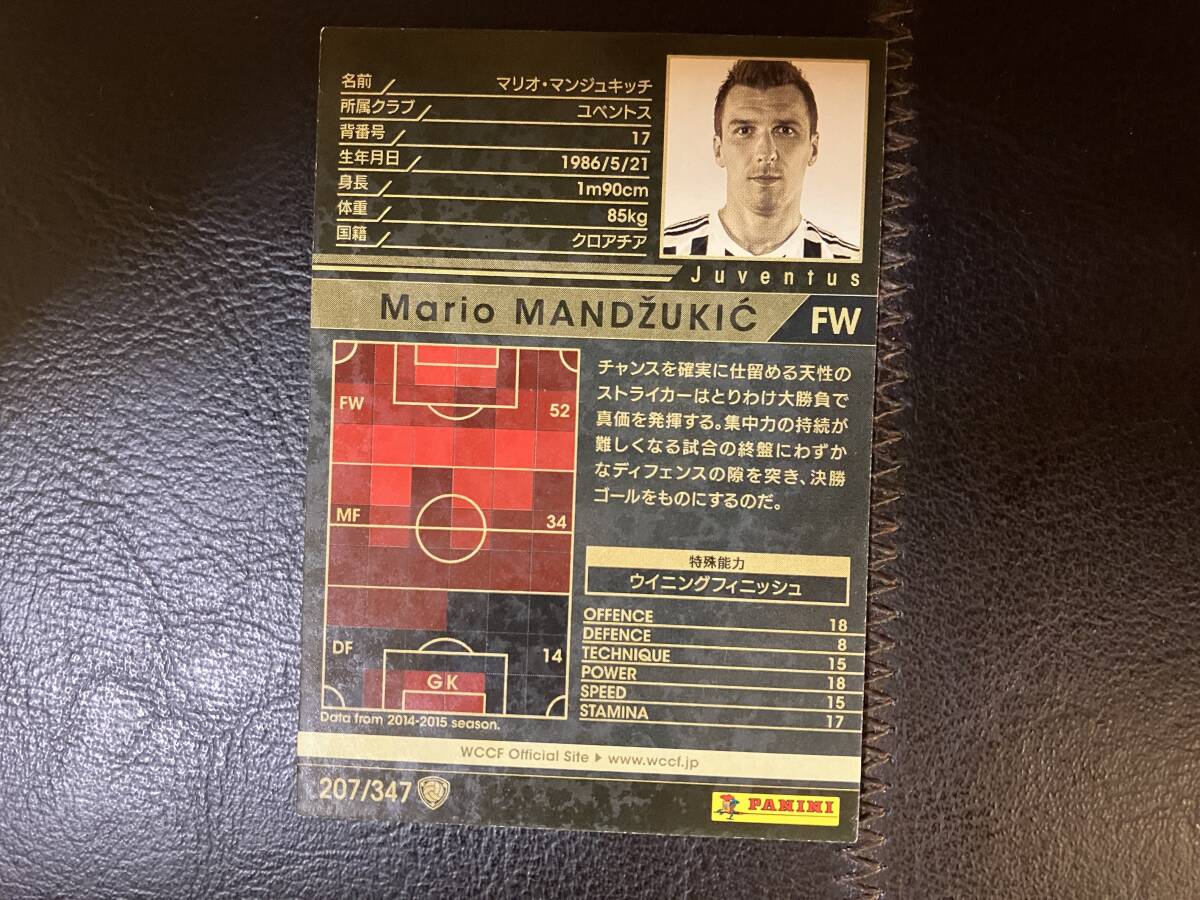 名前 マリオ・マンジュキッチ
所属クラブ ユベントス
背番号 17
生年月日 1986/5/21
身長 1m90cm
体重 85kg
国籍 クロアチア
Juventus
Mario MANDŽUKIĆ FW
FW 52
MF 34
DF 14
GK
Data from 2014-2015 season.
チャンスを確実に仕留める天性の
ストライカーはとりわけ大勝負で
真価を発揮する。集中力の持続が
難しくなる試合の終盤にわずか
なディフェンスの隙を突き、決勝
ゴールをものにするのだ。
特殊能力
ウイニングフィニッシュ
OFFENCE 18
DEFENCE 8
TECHNIQUE 15
POWER 18
SPEED 15
STAMINA 17
WCCF Official Site ▶ www.wccf.jp
207/347
PANINI